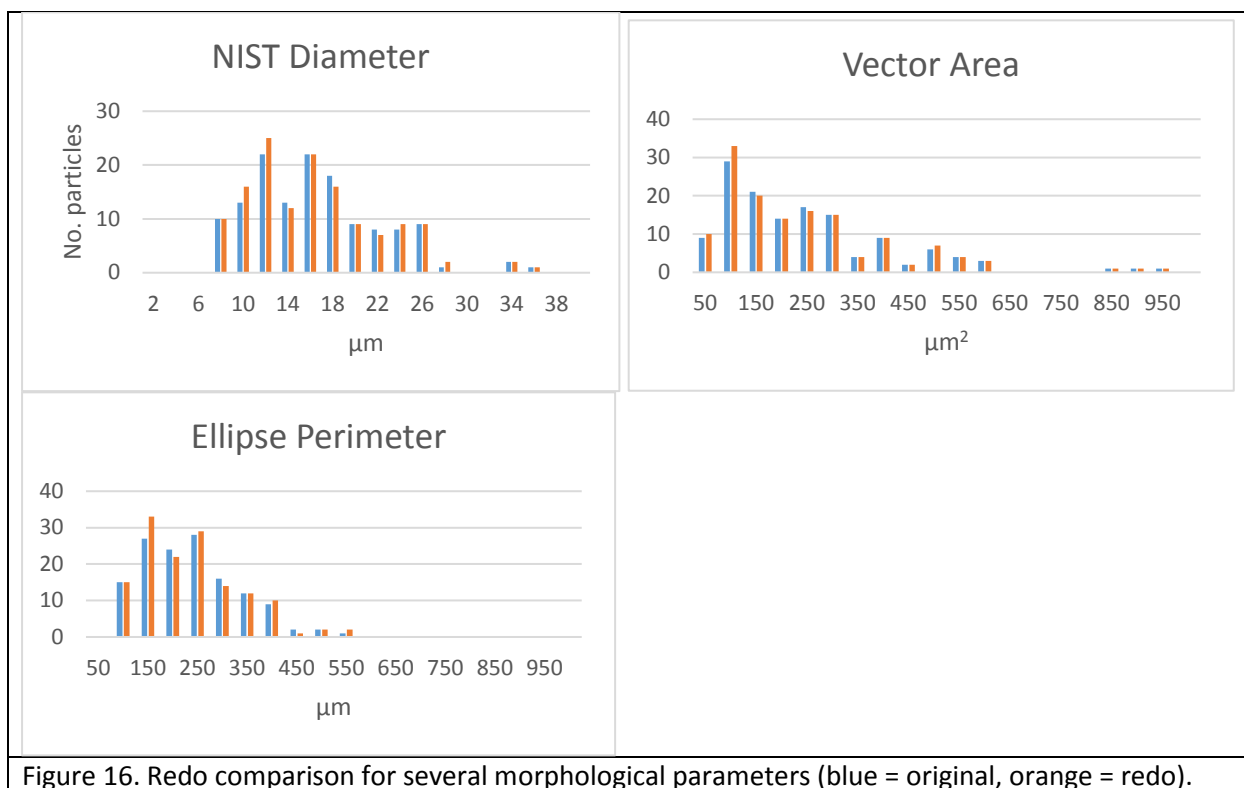 NIST Diameter
No. particles
30
20
10
0
2 6 10 14 18 22 26 30 34 38
µm
Vector Area
40
30
20
10
0
50 150 250 350 450 550 650 750 850 950
µm²
Ellipse Perimeter
40
30
20
10
0
50 150 250 350 450 550 650 750 850 950
µm
Figure 16. Redo comparison for several morphological parameters (blue = original, orange = redo).